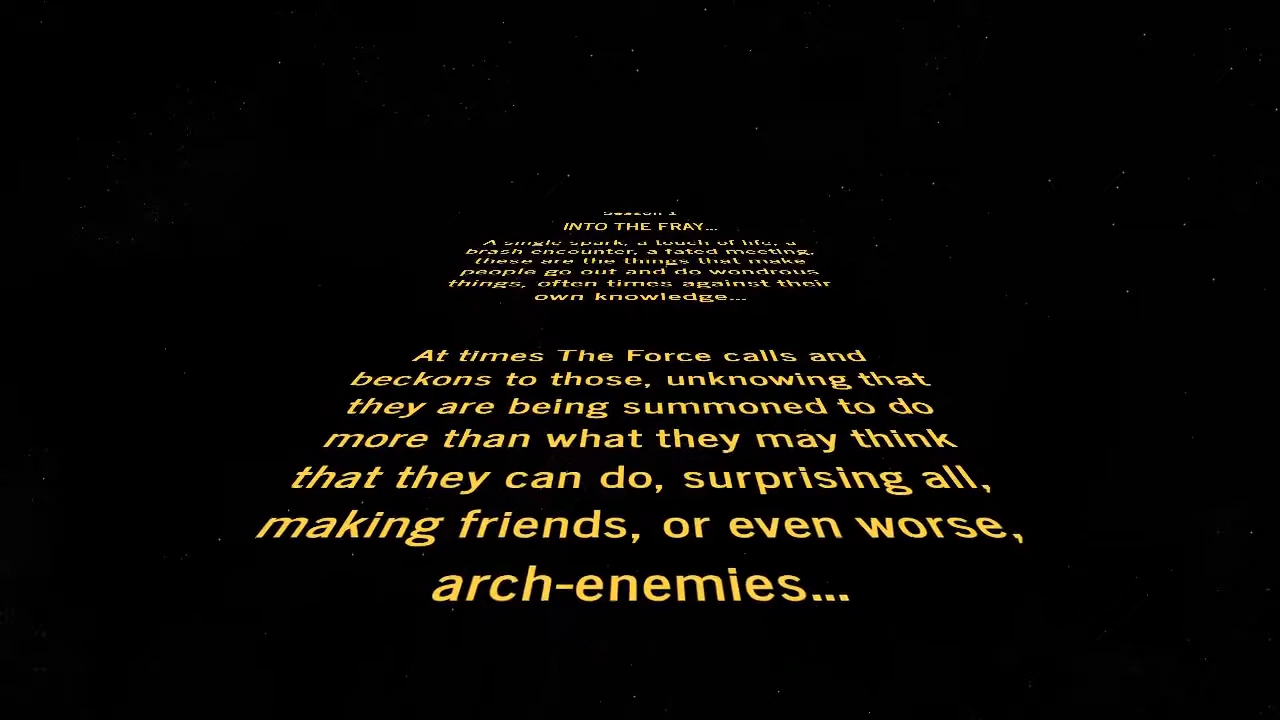 Season 1
INTO THE FRAY...
A single spark, a touch of life, a
brash encounter, a fated meeting,
these are the things that make
people go out and do wondrous
things, often times against their
own knowledge...
At times The Force calls and
beckons to those, unknowing that
they are being summoned to do
more than what they may think
that they can do, surprising all,
making friends, or even worse,
arch-enemies...